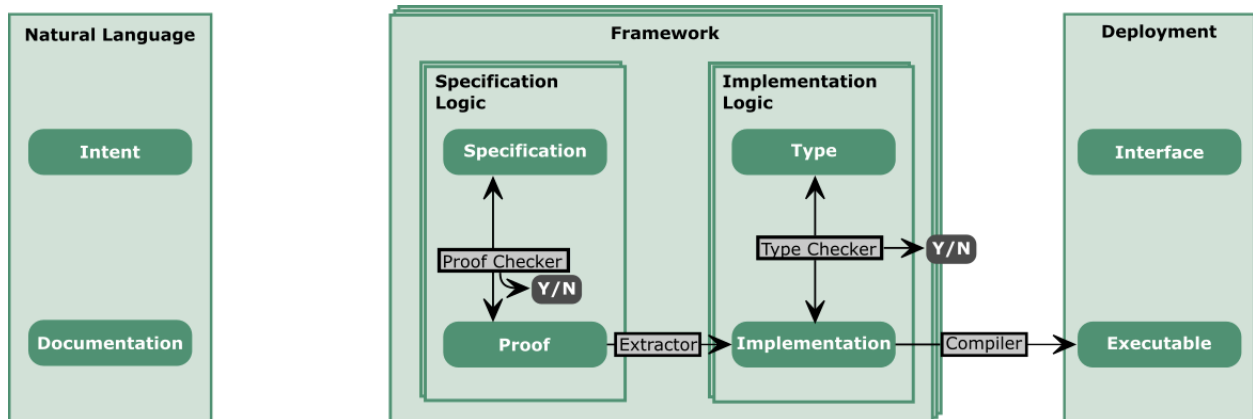 Natural Language
Framework
Deployment
Specification
Logic
Implementation
Logic
Intent
Specification
Type
Interface
Proof Checker
Y/N
Type Checker
Y/N
Documentation
Proof
Extractor
Implementation
Compiler
Executable